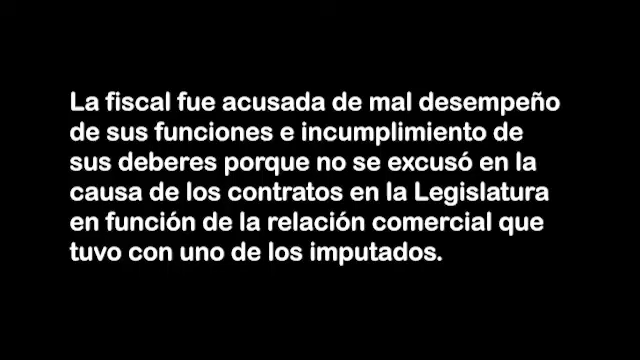 La fiscal fue acusada de mal desempeño
de sus funciones e incumplimiento de
sus deberes porque no se excusó en la
causa de los contratos en la Legislatura
en función de la relación comercial que
tuvo con uno de los imputados.